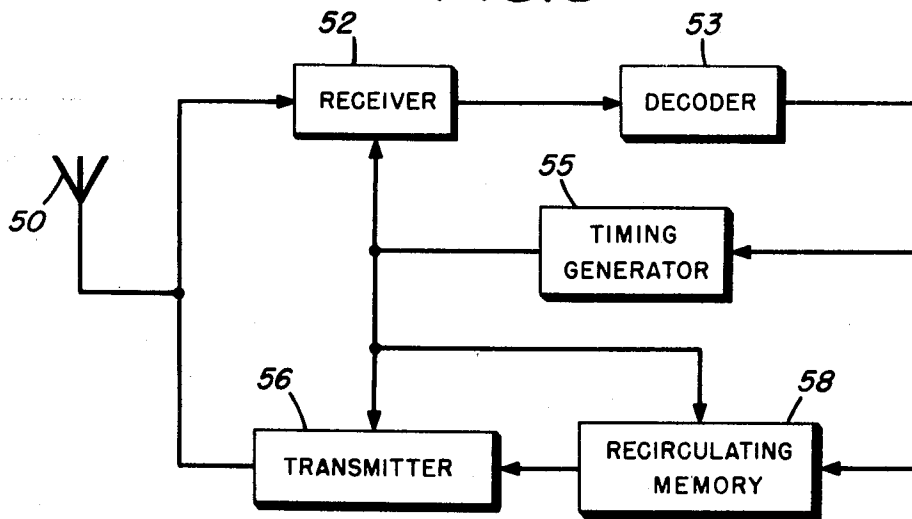 52
53
RECEIVER
DECODER
55
50
TIMING
GENERATOR
56
58
TRANSMITTER
RECIRCULATING
MEMORY